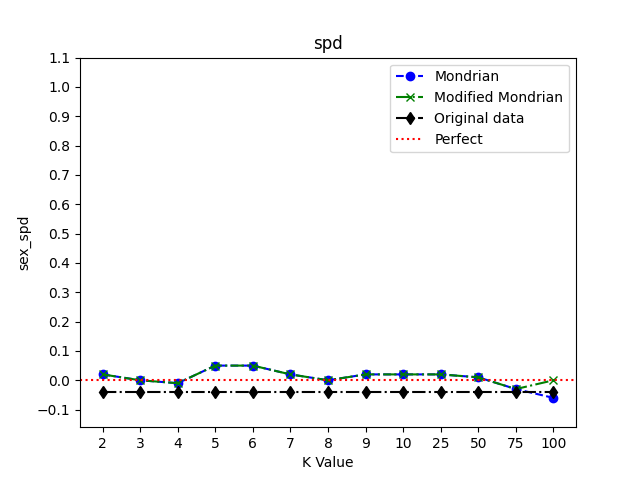 spd
1.1
1.0
0.9
0.8
0.7
0.6
0.5
0.4
0.3
0.2
0.1
0.0
−0.1
sex_spd
Mondrian
Modified Mondrian
Original data
Perfect
2 3 4 5 6 7 8 9 10 25 50 75 100
K Value